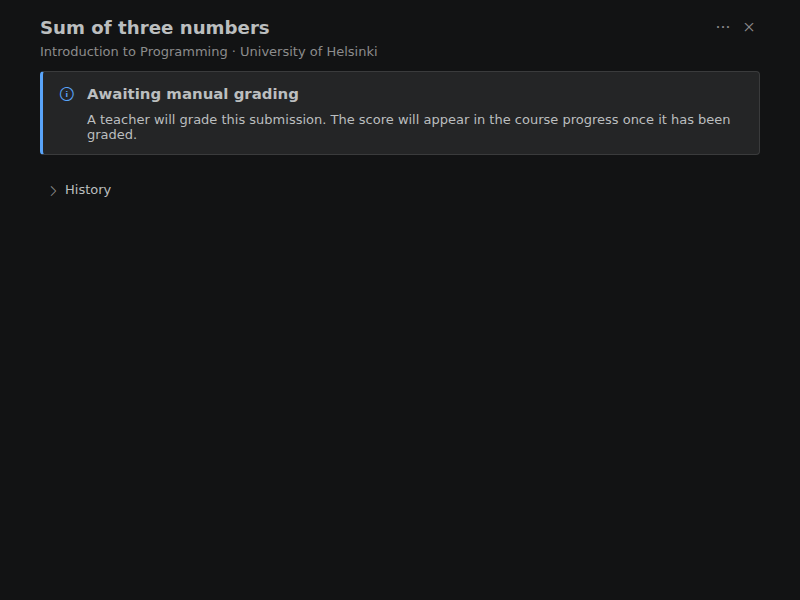 Sum of three numbers
Introduction to Programming · University of Helsinki
Awaiting manual grading
A teacher will grade this submission. The score will appear in the course progress once it has been
graded.
History